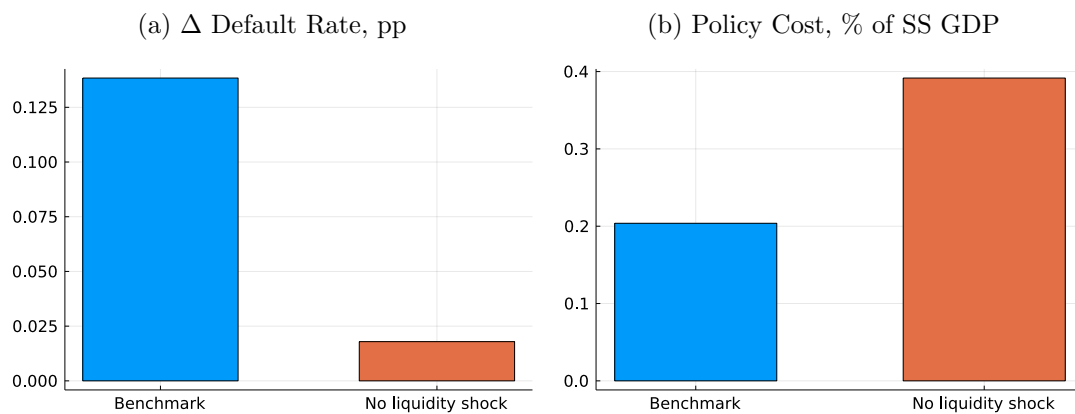 (a) Δ Default Rate, pp
0.125
0.100
0.075
0.050
0.025
0.000
Benchmark
No liquidity shock
(b) Policy Cost, % of SS GDP
0.4
0.3
0.2
0.1
0.0
Benchmark
No liquidity shock